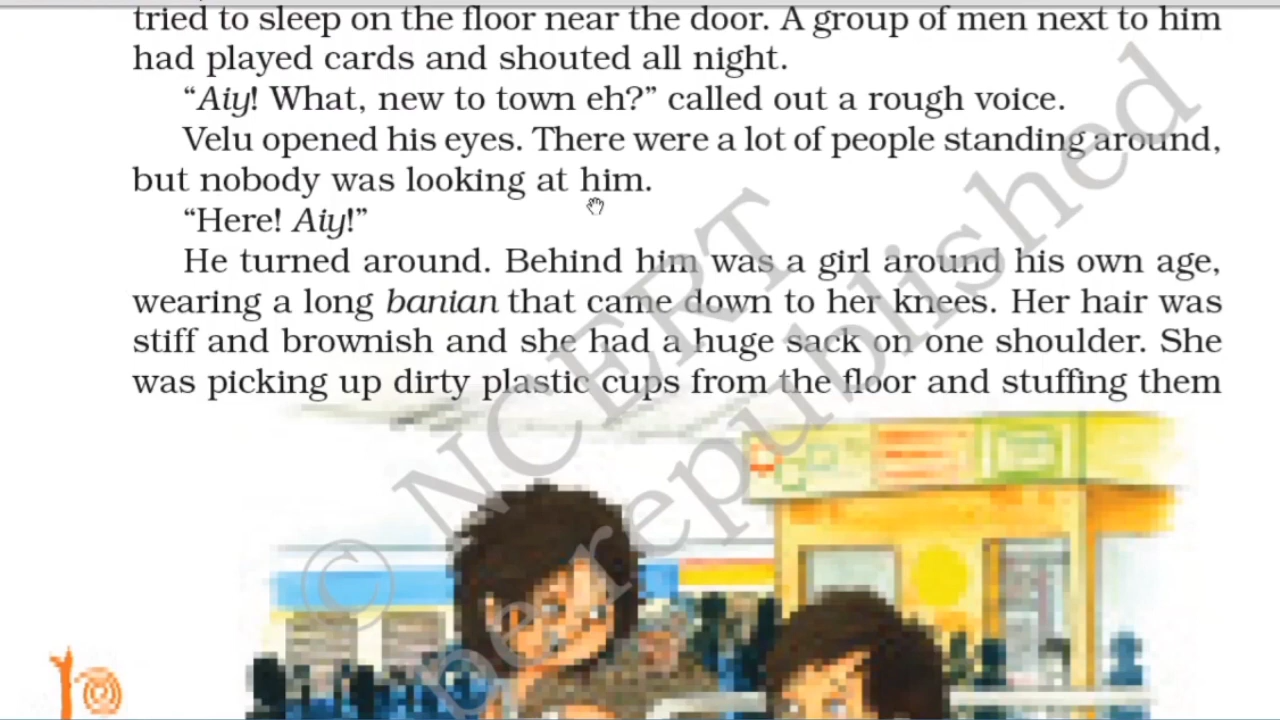 tried to sleep on the floor near the door. A group of men next to him
had played cards and shouted all night.
“Aiy! What, new to town eh?” called out a rough voice.
Velu opened his eyes. There were a lot of people standing around,
but nobody was looking at him.
“Here! Aiy!”
He turned around. Behind him was a girl around his own age,
wearing a long banian that came down to her knees. Her hair was
stiff and brownish and she had a huge sack on one shoulder. She
was picking up dirty plastic cups from the floor and stuffing them
© NCERT
be republished